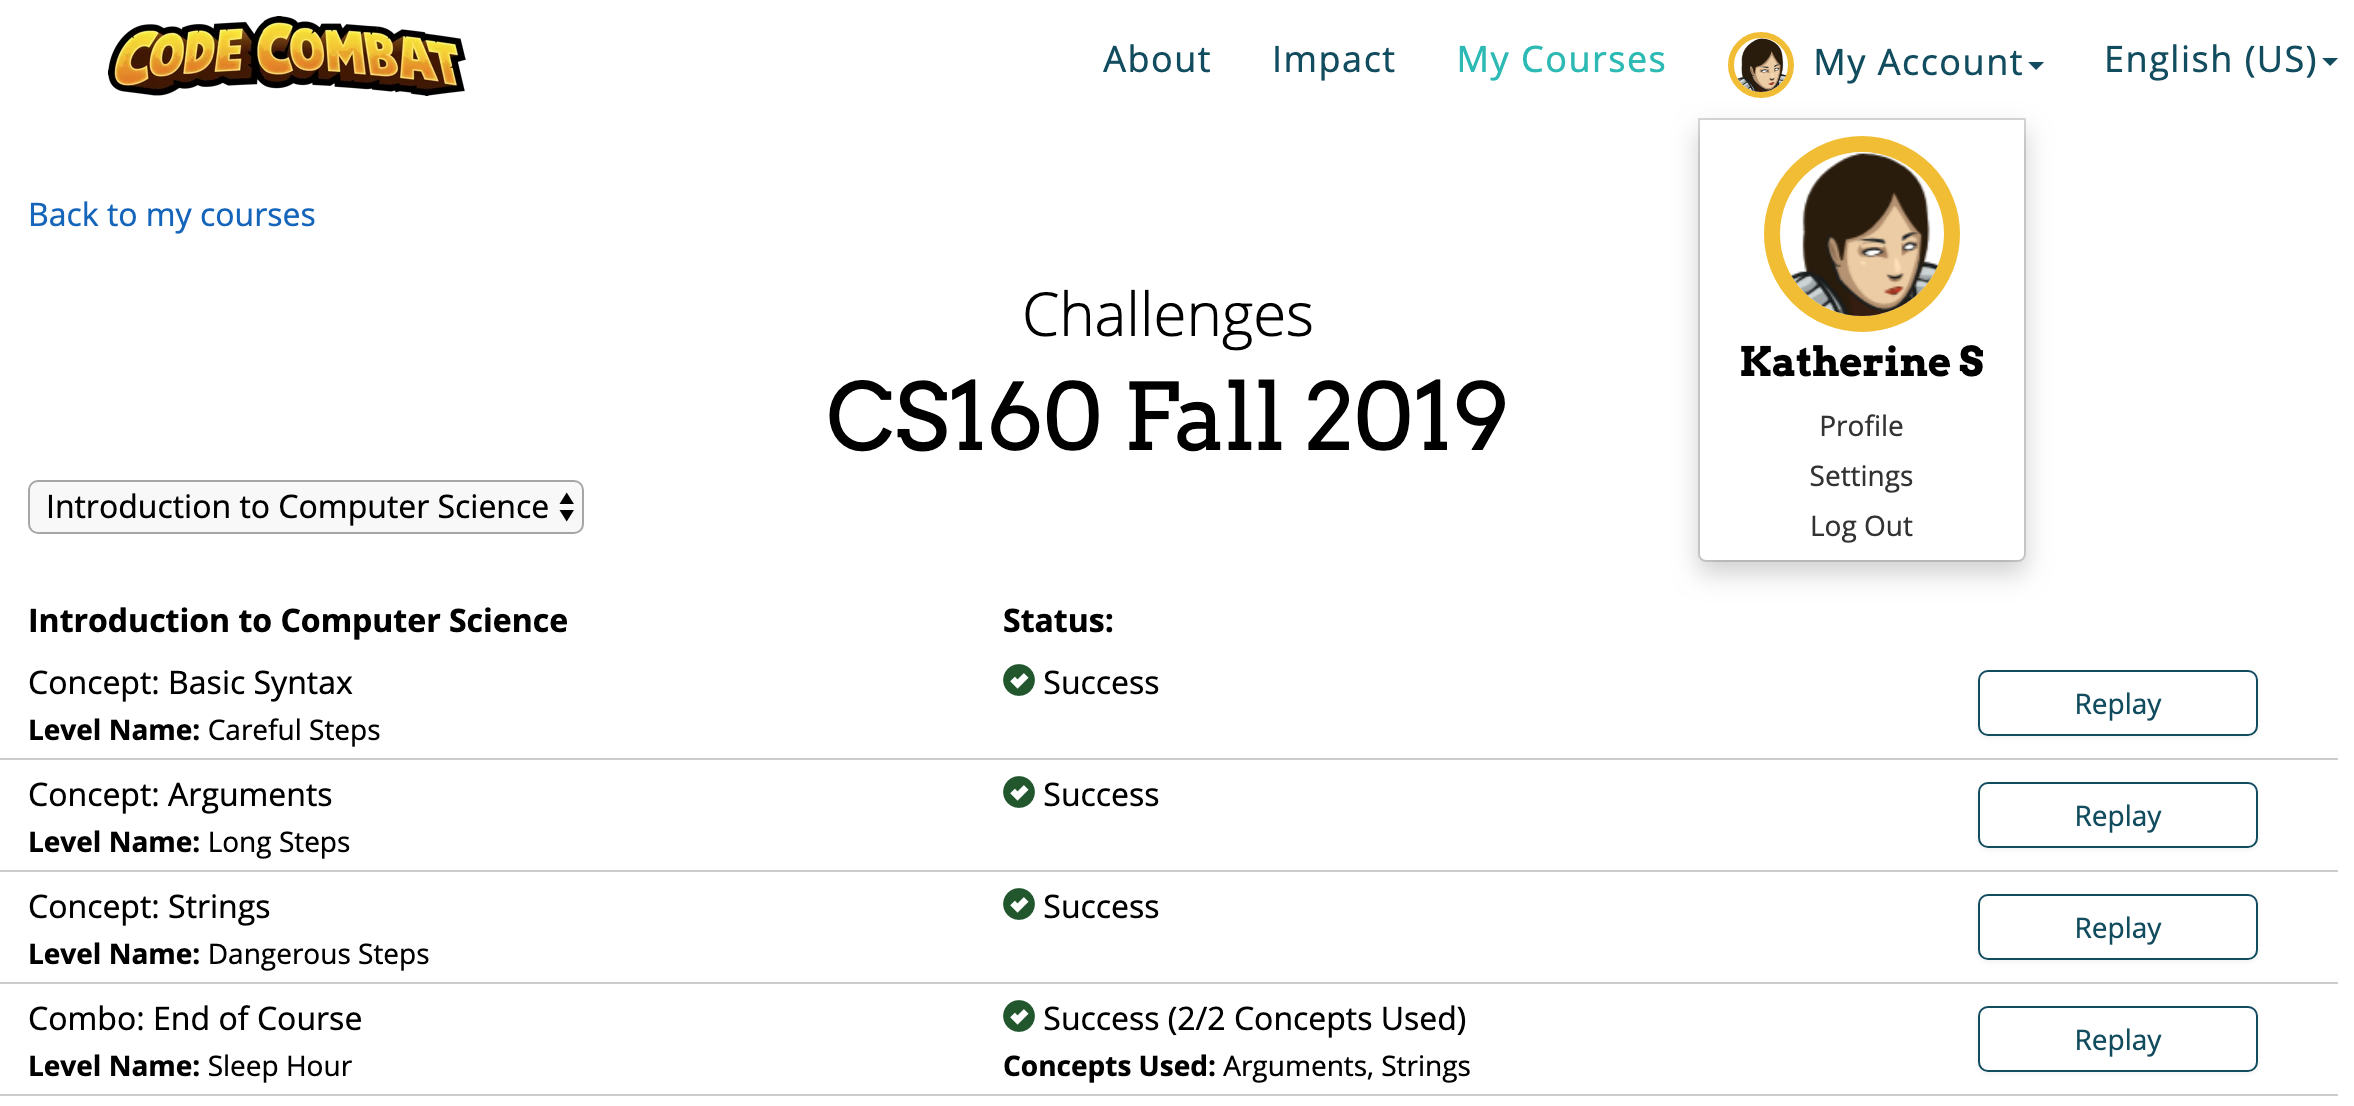 CODE COMBAT
About Impact My Courses My Account English (US)
Back to my courses
Katherine S
Profile
Settings
Log Out
Challenges
CS160 Fall 2019
Introduction to Computer Science
Introduction to Computer Science Status:
Concept: Basic Syntax Success
Level Name: Careful Steps
Replay
Concept: Arguments Success
Level Name: Long Steps
Replay
Concept: Strings Success
Level Name: Dangerous Steps
Replay
Combo: End of Course Success (2/2 Concepts Used)
Level Name: Sleep Hour Concepts Used: Arguments, Strings
Replay